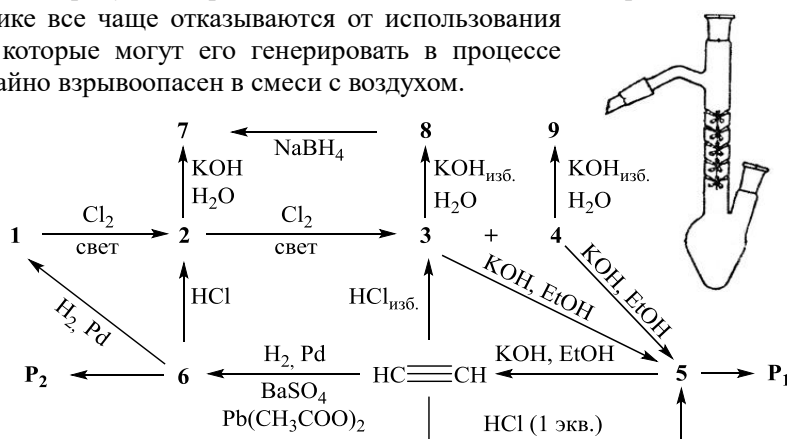 ике все чаще отказываются от использования
которые могут его генерировать в процессе
айно взрывоопасен в смеси с воздухом.
7 NaBH₄ 8 9
KOH H₂O KOHизб. H₂O KOHизб. H₂O
1 Cl₂ свет 2 Cl₂ свет 3 + 4
H₂, Pd HCl HClизб. KOH, EtOH KOH, EtOH
P₂ 6 H₂, Pd BaSO₄ Pb(CH₃COO)₂ HC≡CH KOH, EtOH 5 P₁
HCl (1 экв.)